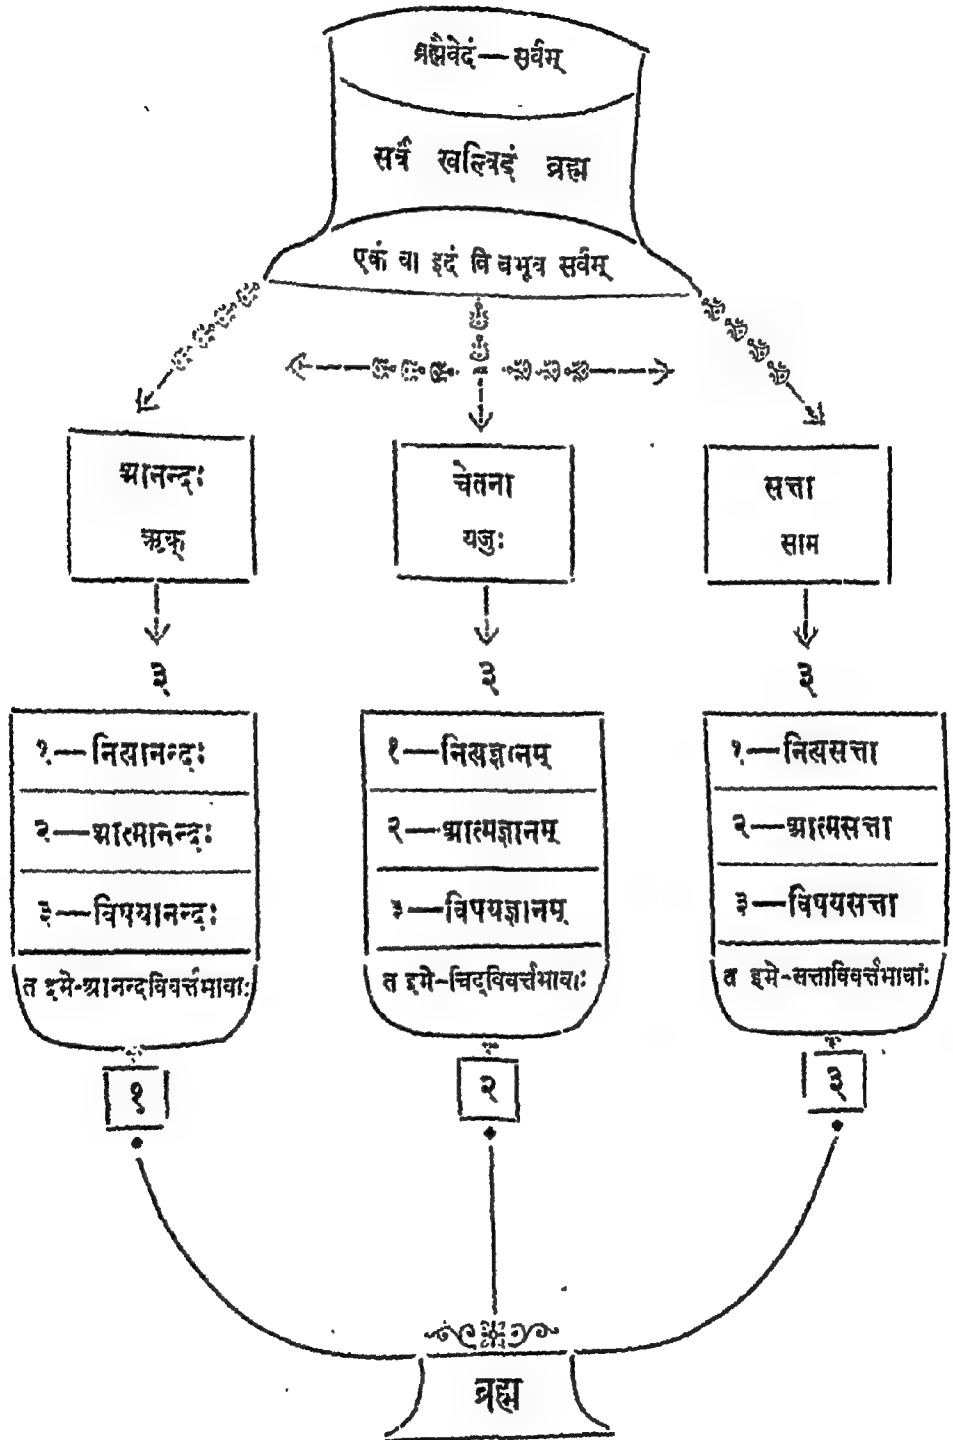 ब्रह्मैवेदं—सर्वम्
सर्वं खल्विदं ब्रह्म
एकं वा इदं वि बभूव सर्वम्
आनन्दः
ऋक्
चेतना
यजुः
सत्ता
साम
३
३
३
१—नित्यानन्दः
२—आत्मानन्दः
३—विषयानन्दः
त इमे-आनन्दविवर्त्तभावाः
१—नित्यज्ञानम्
२—आत्मज्ञानम्
३—विषयज्ञानम्
त इमे-चिद्विवर्त्तभावाः
१—नित्यसत्ता
२—आत्मसत्ता
३—विषयसत्ता
त इमे-सत्ताविवर्त्तभावाः
१
२
३
ब्रह्म